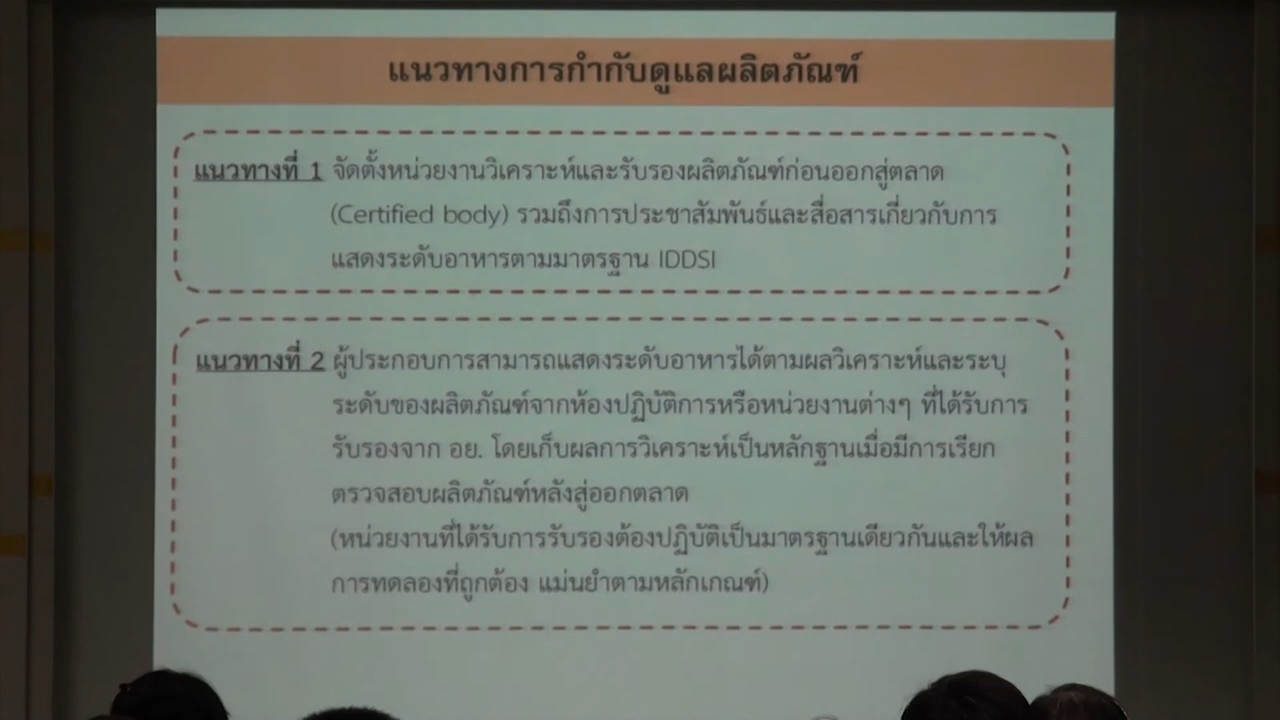 แนวทางการกำกับดูแลผลิตภัณฑ์
แนวทางที่ 1 จัดตั้งหน่วยงานวิเคราะห์และรับรองผลิตภัณฑ์ก่อนออกสู่ตลาด
(Certified body) รวมถึงการประชาสัมพันธ์และสื่อสารเกี่ยวกับการ
แสดงระดับอาหารตามมาตรฐาน IDDSI
แนวทางที่ 2 ผู้ประกอบการสามารถแสดงระดับอาหารได้ตามผลวิเคราะห์และระบุ
ระดับของผลิตภัณฑ์จากห้องปฏิบัติการหรือหน่วยงานต่างๆ ที่ได้รับการ
รับรองจาก อย. โดยเก็บผลการวิเคราะห์เป็นหลักฐานเมื่อมีการเรียก
ตรวจสอบผลิตภัณฑ์หลังสู่ออกตลาด
(หน่วยงานที่ได้รับการรับรองต้องปฏิบัติเป็นมาตรฐานเดียวกันและให้ผล
การทดลองที่ถูกต้อง แม่นยำตามหลักเกณฑ์)